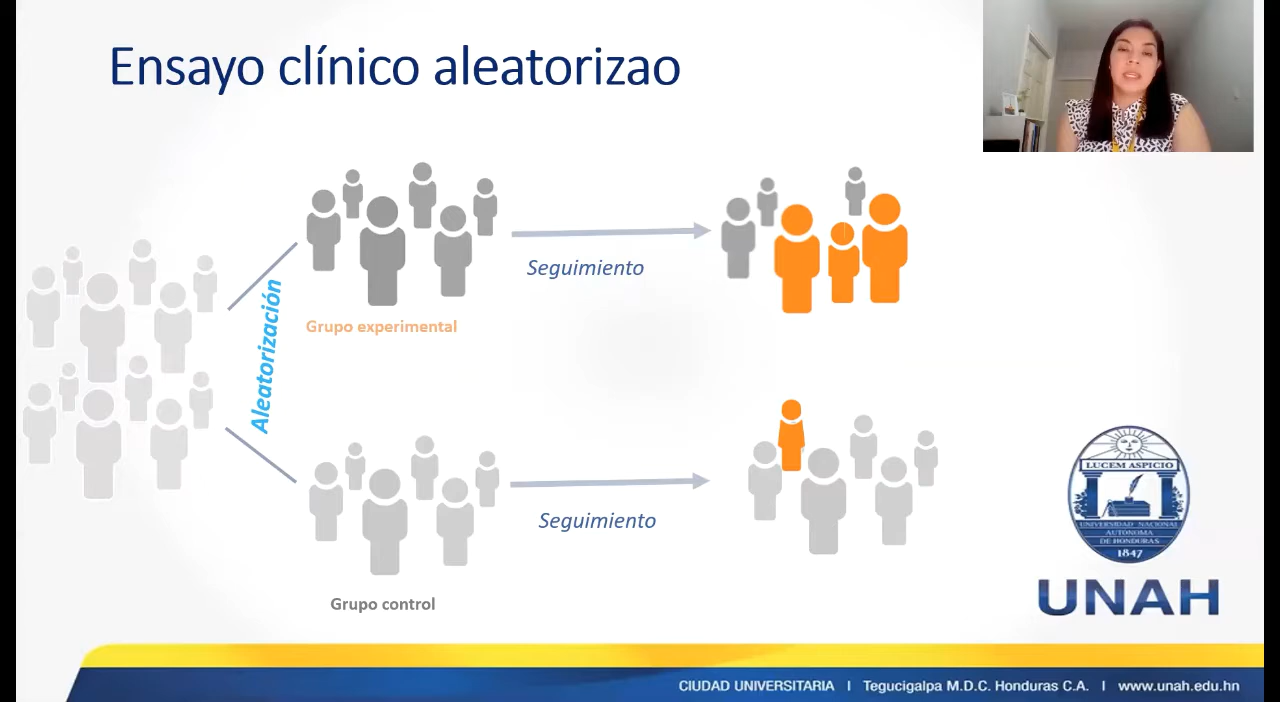 Ensayo clínico aleatorizao
Aleatorización
Seguimiento
Grupo experimental
Seguimiento
Grupo control
LUCEM ASPICIO
UNIVERSIDAD NACIONAL
AUTONOMA
DE HONDURAS
1847
UNAH
CIUDAD UNIVERSITARIA I Tegucigalpa M.D.C. Honduras C.A. I www.unah.edu.hn